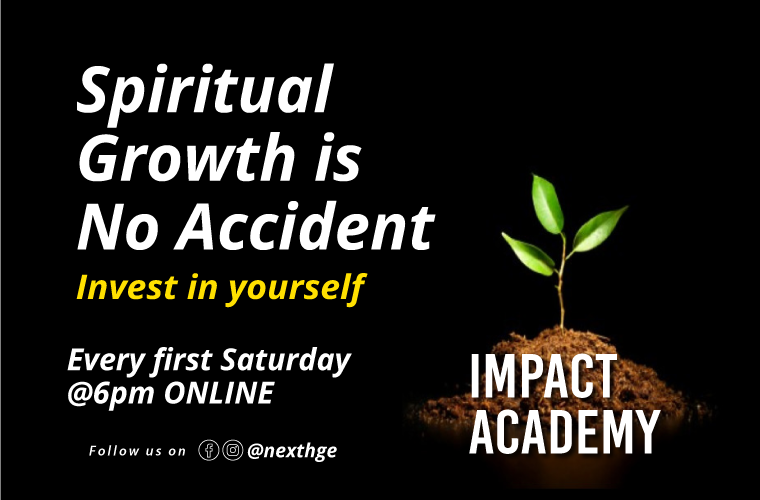 Spiritual
Growth is
No Accident
Invest in yourself
Every first Saturday
@6pm ONLINE
Follow us on @nexthge
IMPACT
ACADEMY